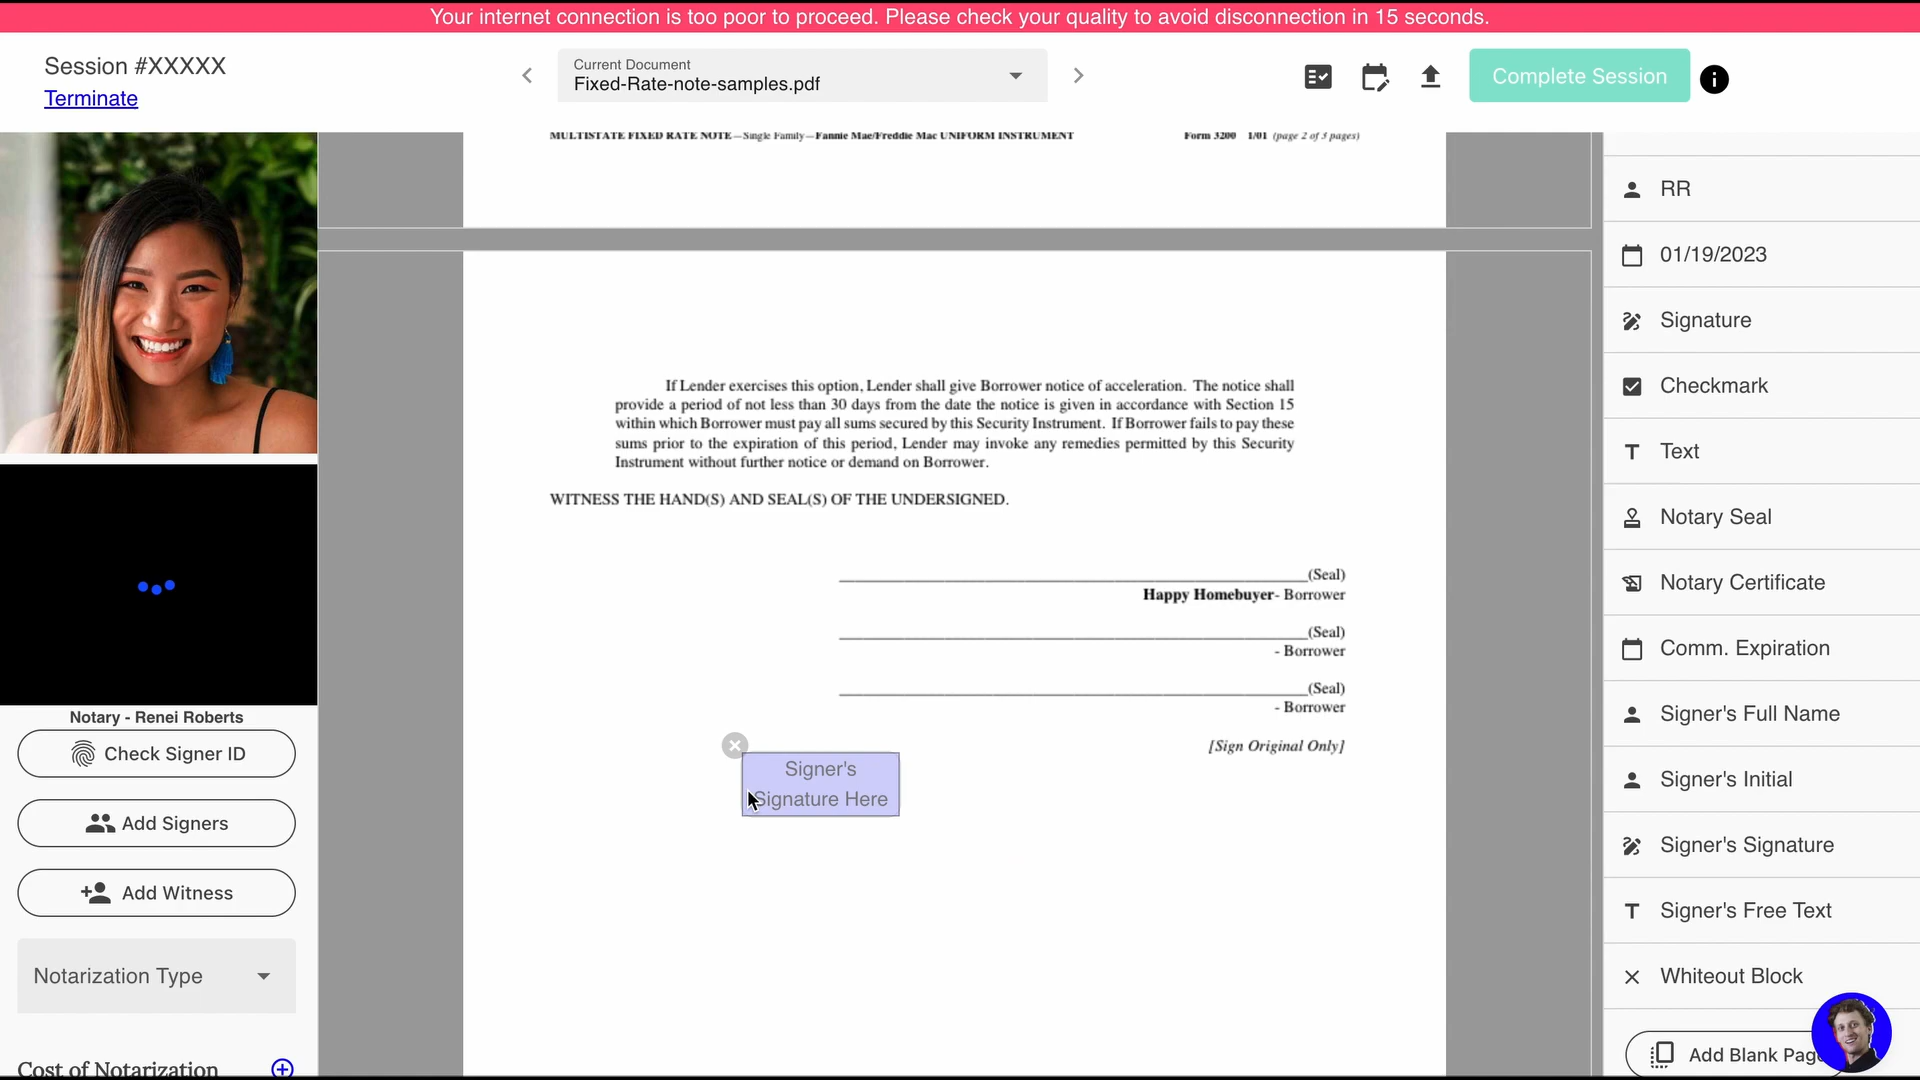 Your internet connection is too poor to proceed. Please check your quality to avoid disconnection in 15 seconds.
Session #XXXXX
Terminate
Current Document
Fixed-Rate-note-samples.pdf
Complete Session
MULTISTATE FIXED RATE NOTE—Single Family—Fannie Mae/Freddie Mac UNIFORM INSTRUMENT Form 3200 1/01 (page 2 of 3 pages)
If Lender exercises this option, Lender shall give Borrower notice of acceleration. The notice shall
provide a period of not less than 30 days from the date the notice is given in accordance with Section 15
within which Borrower must pay all sums secured by this Security Instrument. If Borrower fails to pay these
sums prior to the expiration of this period, Lender may invoke any remedies permitted by this Security
Instrument without further notice or demand on Borrower.
WITNESS THE HAND(S) AND SEAL(S) OF THE UNDERSIGNED.
(Seal)
Happy Homebuyer- Borrower
(Seal)
- Borrower
(Seal)
- Borrower
[Sign Original Only]
Signer's
Signature Here
Notary - Renei Roberts
Check Signer ID
Add Signers
Add Witness
Notarization Type
Cost of Notarization
RR
01/19/2023
Signature
Checkmark
Text
Notary Seal
Notary Certificate
Comm. Expiration
Signer's Full Name
Signer's Initial
Signer's Signature
Signer's Free Text
Whiteout Block
Add Blank Pag